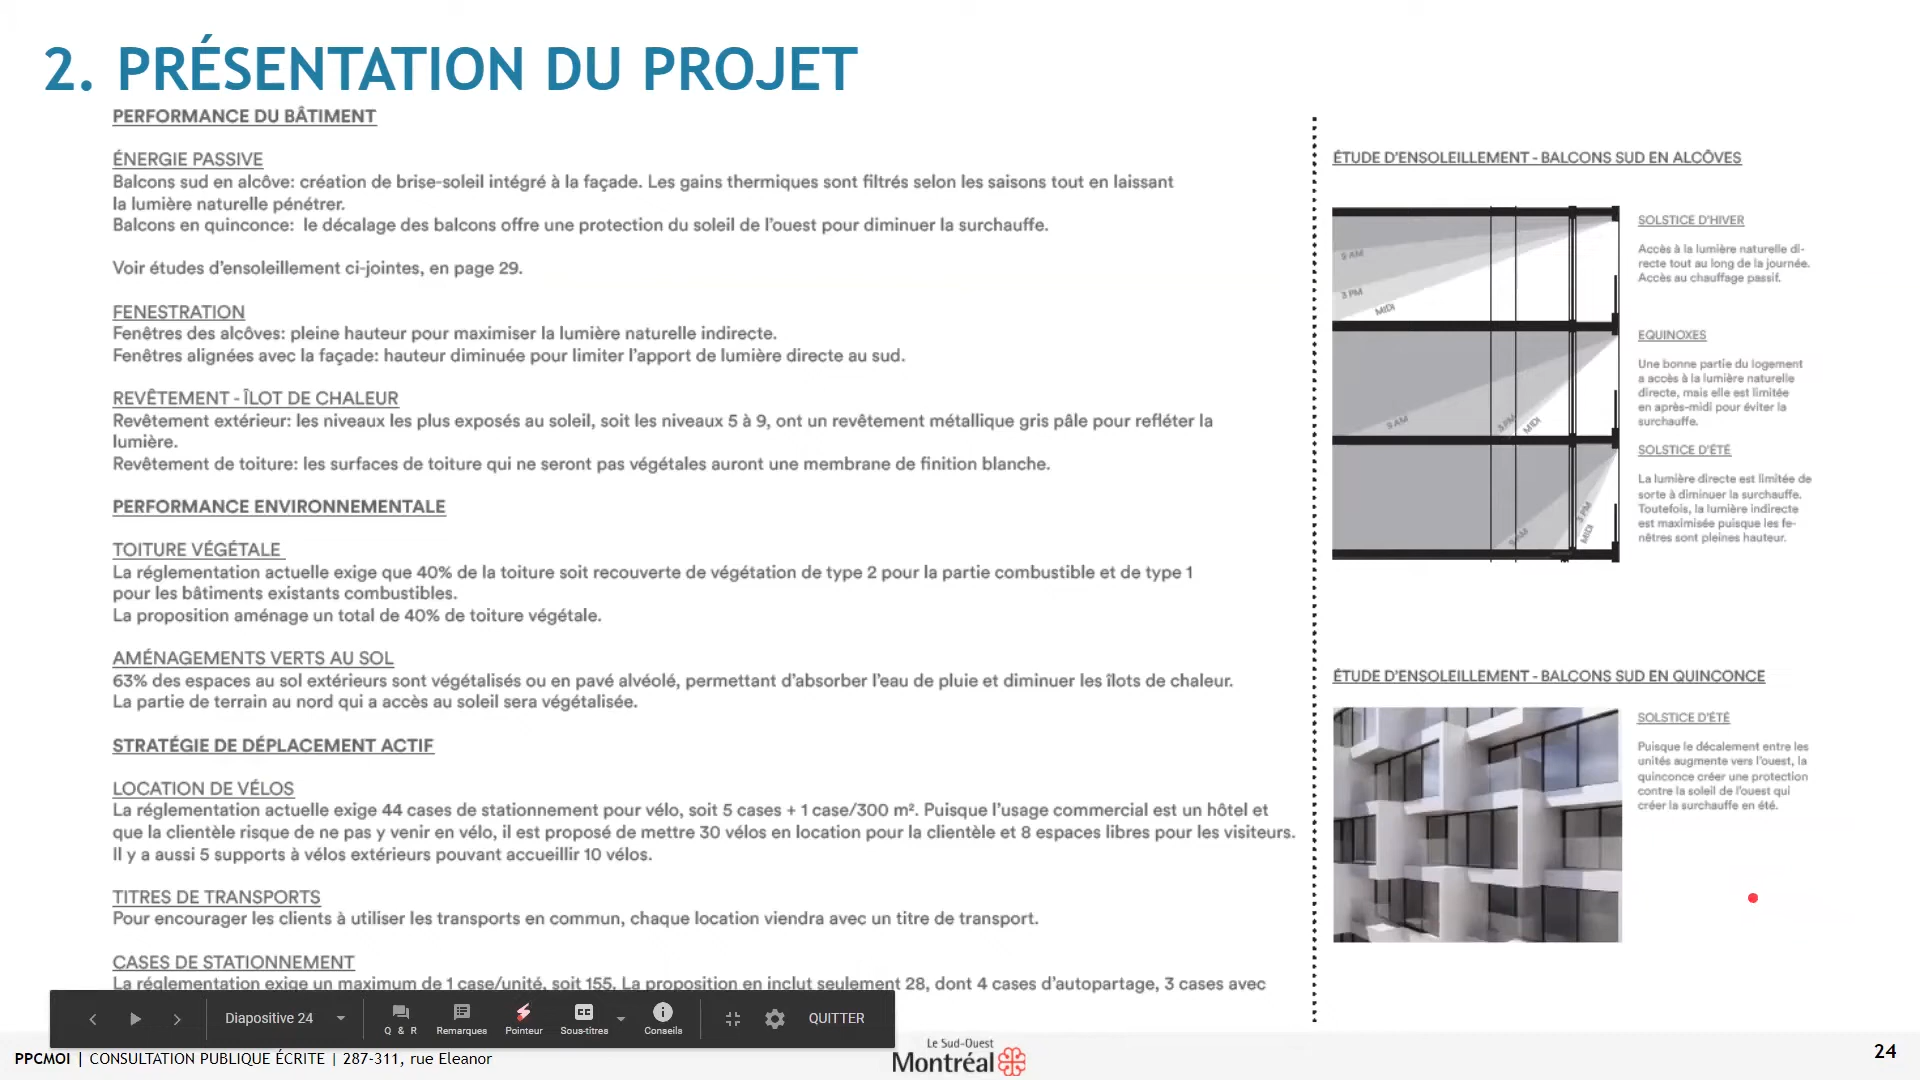 2. PRÉSENTATION DU PROJET
PERFORMANCE DU BÂTIMENT
ÉNERGIE PASSIVE
Balcons sud en alcôve: création de brise-soleil intégré à la façade. Les gains thermiques sont filtrés selon les saisons tout en laissant
la lumière naturelle pénétrer.
Balcons en quinconce: le décalage des balcons offre une protection du soleil de l'ouest pour diminuer la surchauffe.
Voir études d'ensoleillement ci-jointes, en page 29.
FENESTRATION
Fenêtres des alcôves: pleine hauteur pour maximiser la lumière naturelle indirecte.
Fenêtres alignées avec la façade: hauteur diminuée pour limiter l'apport de lumière directe au sud.
REVÊTEMENT - ÎLOT DE CHALEUR
Revêtement extérieur: les niveaux les plus exposés au soleil, soit les niveaux 5 à 9, ont un revêtement métallique gris pâle pour refléter la
lumière.
Revêtement de toiture: les surfaces de toiture qui ne seront pas végétales auront une membrane de finition blanche.
PERFORMANCE ENVIRONNEMENTALE
TOITURE VÉGÉTALE
La réglementation actuelle exige que 40% de la toiture soit recouverte de végétation de type 2 pour la partie combustible et de type 1
pour les bâtiments existants combustibles.
La proposition aménage un total de 40% de toiture végétale.
AMÉNAGEMENTS VERTS AU SOL
63% des espaces au sol extérieurs sont végétalisés ou en pavé alvéolé, permettant d'absorber l'eau de pluie et diminuer les îlots de chaleur.
La partie de terrain au nord qui a accès au soleil sera végétalisée.
STRATÉGIE DE DÉPLACEMENT ACTIF
LOCATION DE VÉLOS
La réglementation actuelle exige 44 cases de stationnement pour vélo, soit 5 cases + 1 case/300 m². Puisque l'usage commercial est un hôtel et
que la clientèle risque de ne pas y venir en vélo, il est proposé de mettre 30 vélos en location pour la clientèle et 8 espaces libres pour les visiteurs.
Il y a aussi 5 supports à vélos extérieurs pouvant accueillir 10 vélos.
TITRES DE TRANSPORTS
Pour encourager les clients à utiliser les transports en commun, chaque location viendra avec un titre de transport.
CASES DE STATIONNEMENT
La réglementation exige un maximum de 1 case/unité, soit 155. La proposition en inclut seulement 28, dont 4 cases d'autopartage, 3 cases avec
ÉTUDE D'ENSOLEILLEMENT - BALCONS SUD EN ALCÔVES
9 AM
3 PM
MIDI
SOLSTICE D'HIVER
Accès à la lumière naturelle di-
recte tout au long de la journée.
Accès au chauffage passif.
9 AM
3 PM
MIDI
EQUINOXES
Une bonne partie du logement
a accès à la lumière naturelle
directe, mais elle est limitée
en après-midi pour éviter la
surchauffe.
9 AM
3 PM
MIDI
SOLSTICE D'ÉTÉ
La lumière directe est limitée de
sorte à diminuer la surchauffe.
Toutefois, la lumière indirecte
est maximisée puisque les fe-
nêtres sont pleines hauteur.
ÉTUDE D'ENSOLEILLEMENT - BALCONS SUD EN QUINCONCE
SOLSTICE D'ÉTÉ
Puisque le décalement entre les
unités augmente vers l'ouest, la
quinconce créer une protection
contre la soleil de l'ouest qui
créer la surchauffe en été.
Diapositive 24
Q & R
Remarques
Pointeur
CC
Sous-titres
Conseils
QUITTER
PPCMOI | CONSULTATION PUBLIQUE ÉCRITE | 287-311, rue Eleanor
Le Sud-Ouest
Montréal
24